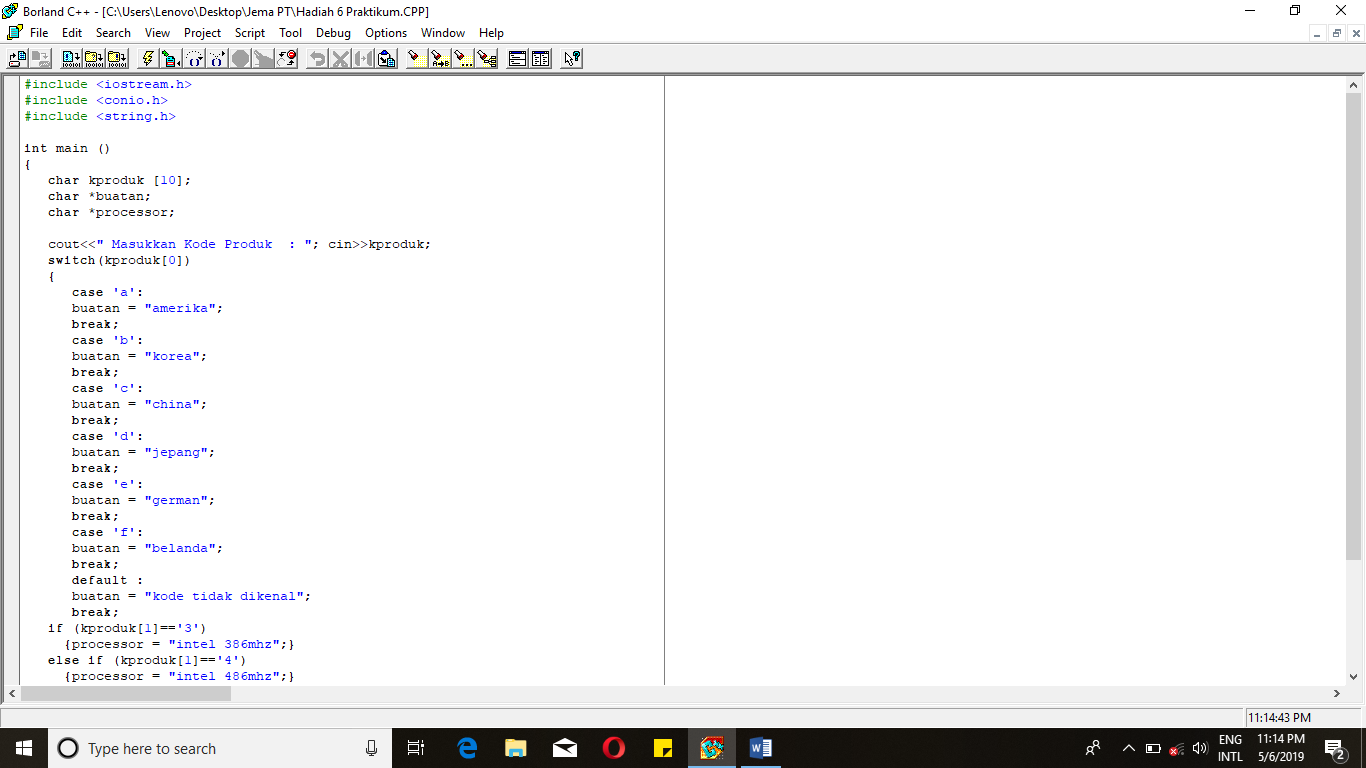 Borland C++ - [C:\Users\Lenovo\Desktop\Jema PT\Hadiah 6 Praktikum.CPP]
File Edit Search View Project Script Tool Debug Options Window Help
#include <iostream.h>
#include <conio.h>
#include <string.h>
int main ()
{
   char kproduk [10];
   char *buatan;
   char *processor;
   cout<<" Masukkan Kode Produk  : "; cin>>kproduk;
   switch(kproduk[0])
   {
      case 'a':
      buatan = "amerika";
      break;
      case 'b':
      buatan = "korea";
      break;
      case 'c':
      buatan = "china";
      break;
      case 'd':
      buatan = "jepang";
      break;
      case 'e':
      buatan = "german";
      break;
      case 'f':
      buatan = "belanda";
      break;
      default :
      buatan = "kode tidak dikenal";
      break;
   if (kproduk[1]=='3')
     {processor = "intel 386mhz";}
   else if (kproduk[1]=='4')
     {processor = "intel 486mhz";}
11:14:43 PM
Type here to search
ENG
INTL
11:14 PM
5/6/2019
2